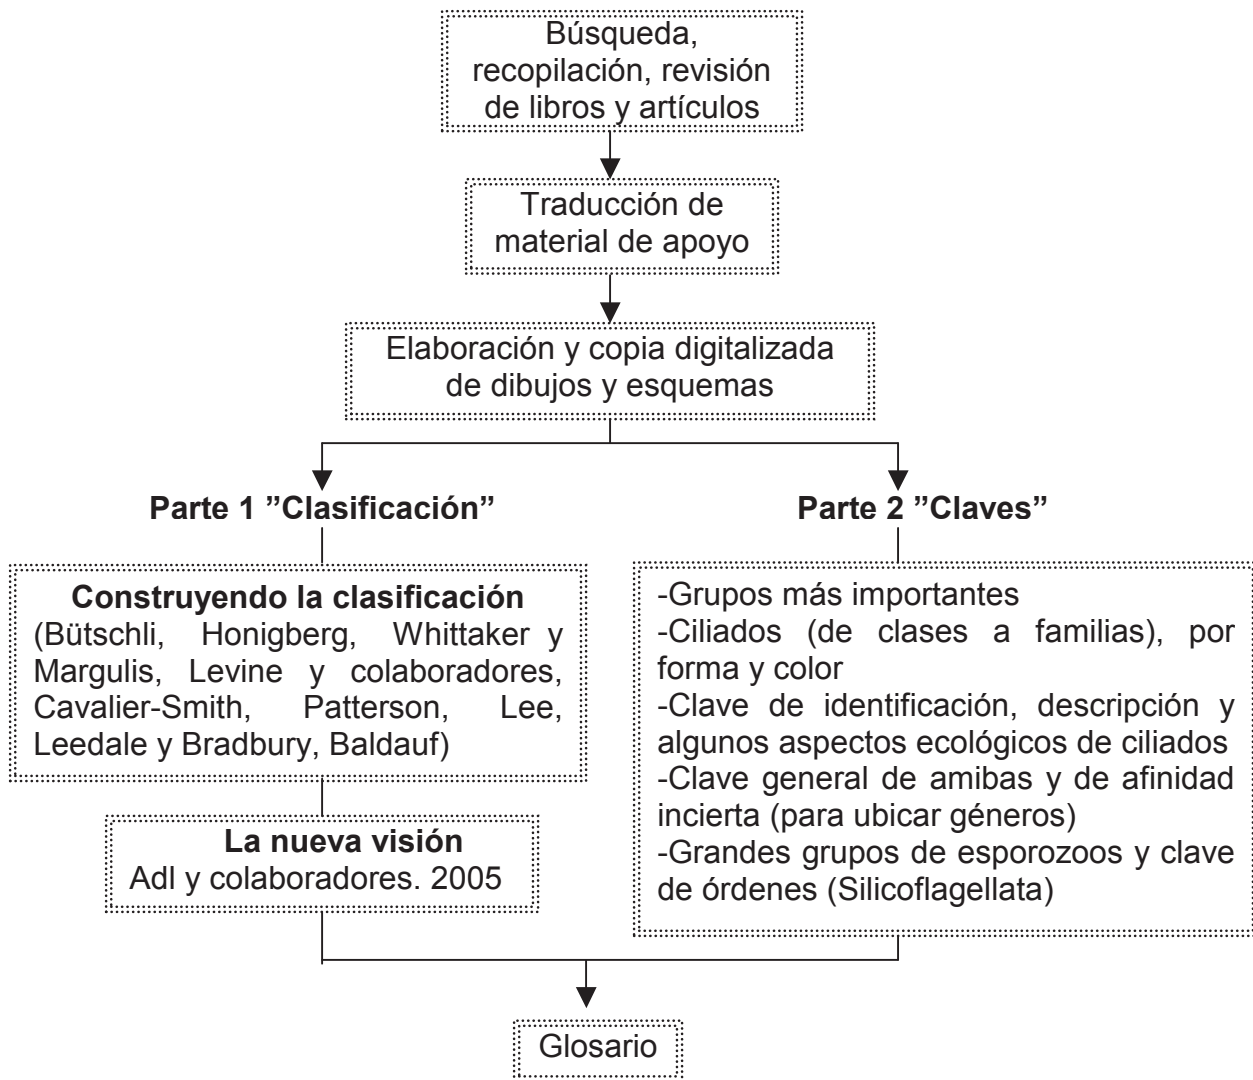 Búsqueda,
recopilación, revisión
de libros y artículos
Traducción de
material de apoyo
Elaboración y copia digitalizada
de dibujos y esquemas
Parte 1 ”Clasificación”
Construyendo la clasificación
(Bütschli, Honigberg, Whittaker y
Margulis, Levine y colaboradores,
Cavalier-Smith, Patterson, Lee,
Leedale y Bradbury, Baldauf)
La nueva visión
Adl y colaboradores. 2005
Parte 2 ”Claves”
-Grupos más importantes
-Ciliados (de clases a familias), por
forma y color
-Clave de identificación, descripción y
algunos aspectos ecológicos de ciliados
-Clave general de amibas y de afinidad
incierta (para ubicar géneros)
-Grandes grupos de esporozoos y clave
de órdenes (Silicoflagellata)
Glosario